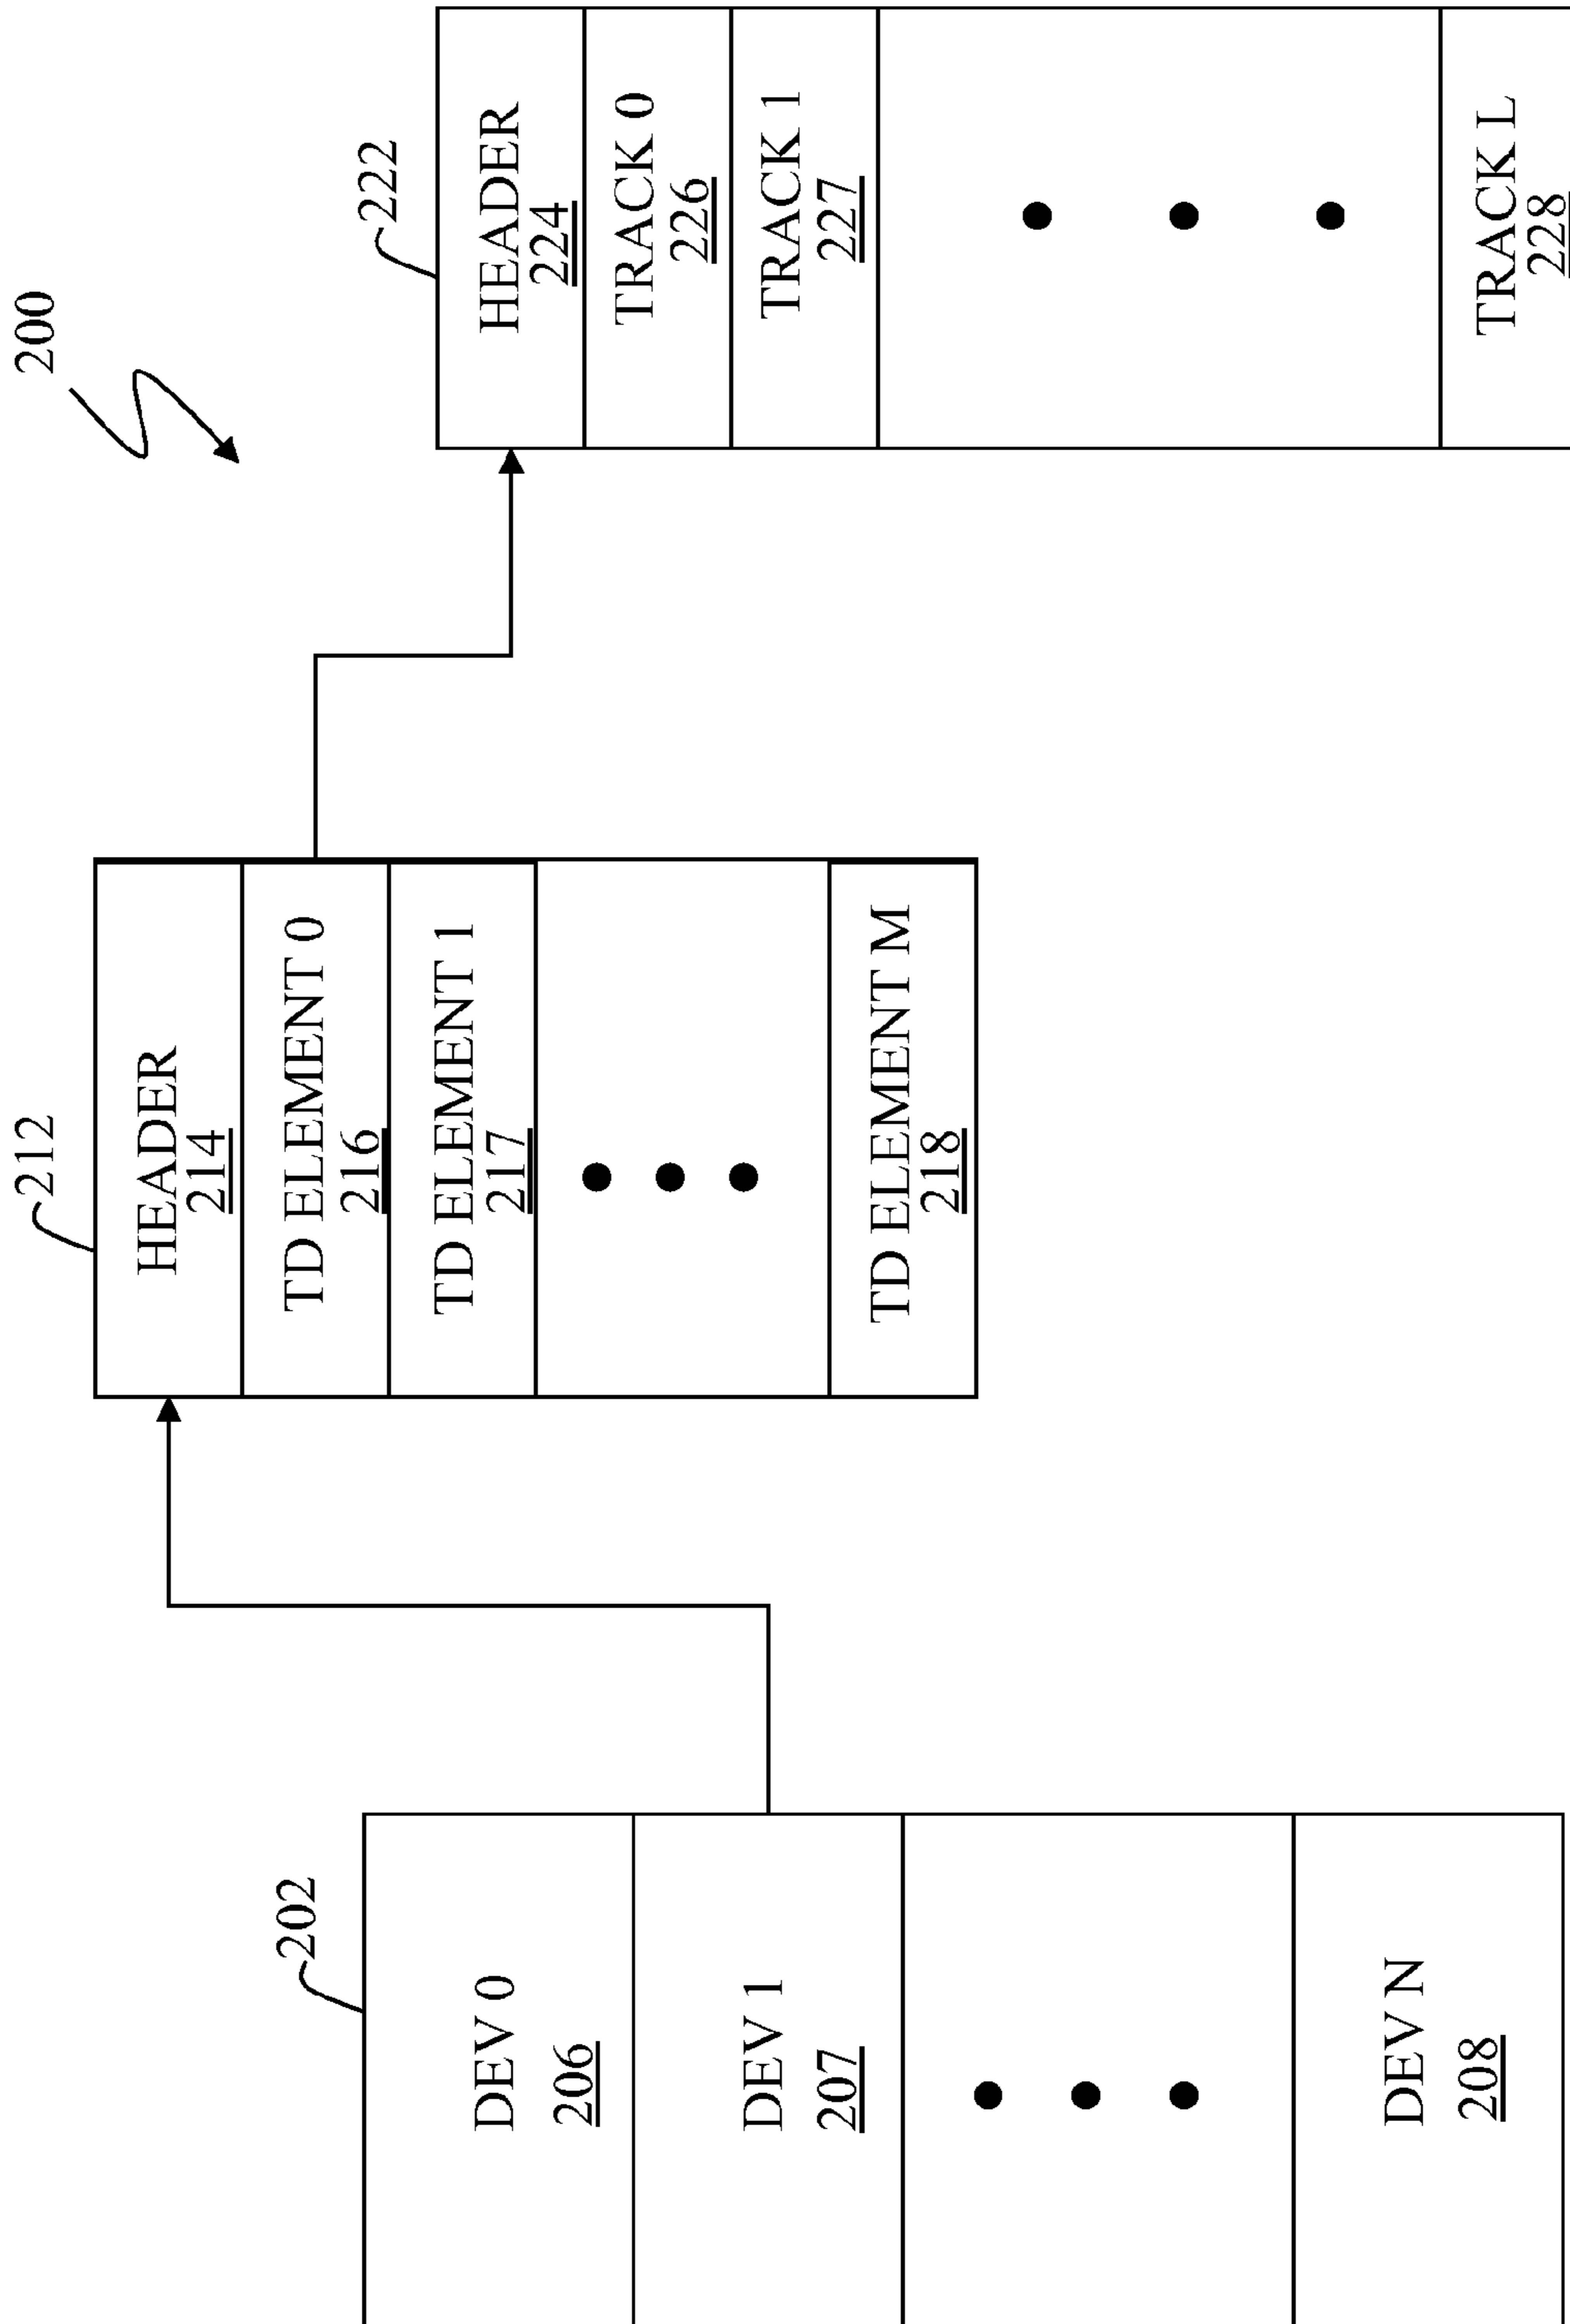 200
202
DEV 0
206
DEV 1
207
DEV N
208
212
HEADER
214
TD ELEMENT 0
216
TD ELEMENT 1
217
TD ELEMENT M
218
222
HEADER
224
TRACK 0
226
TRACK 1
227
TRACK L
228